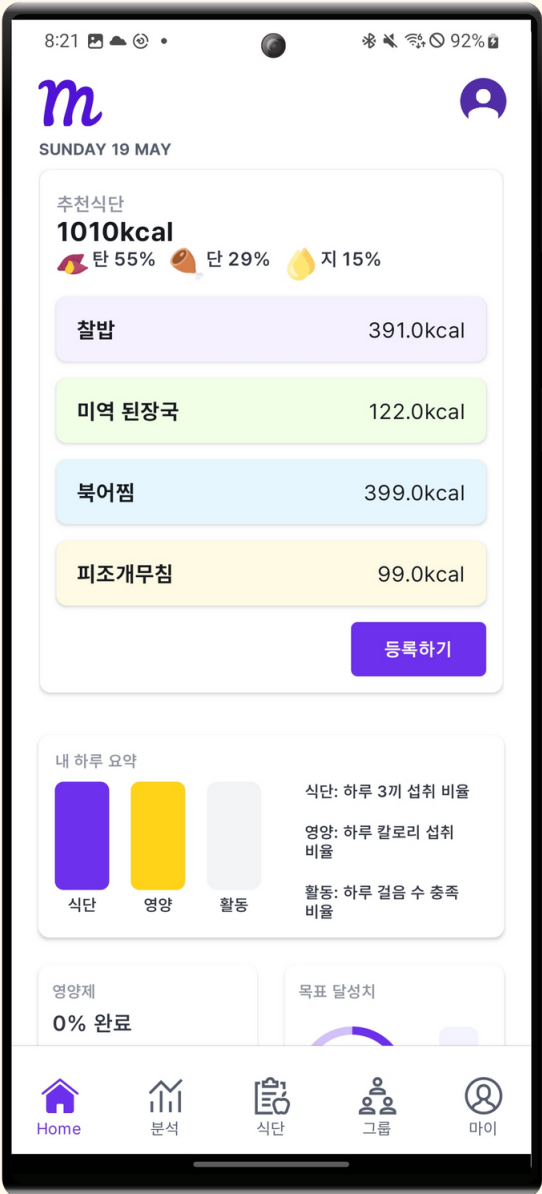 8:21
92%
m
SUNDAY 19 MAY
추천식단
1010kcal
탄 55% 단 29% 지 15%
찰밥 391.0kcal
미역 된장국 122.0kcal
북어찜 399.0kcal
피조개무침 99.0kcal
등록하기
내 하루 요약
식단 영양 활동
식단: 하루 3끼 섭취 비율
영양: 하루 칼로리 섭취
비율
활동: 하루 걸음 수 충족
비율
영양제
0% 완료
목표 달성치
Home 분석 식단 그룹 마이